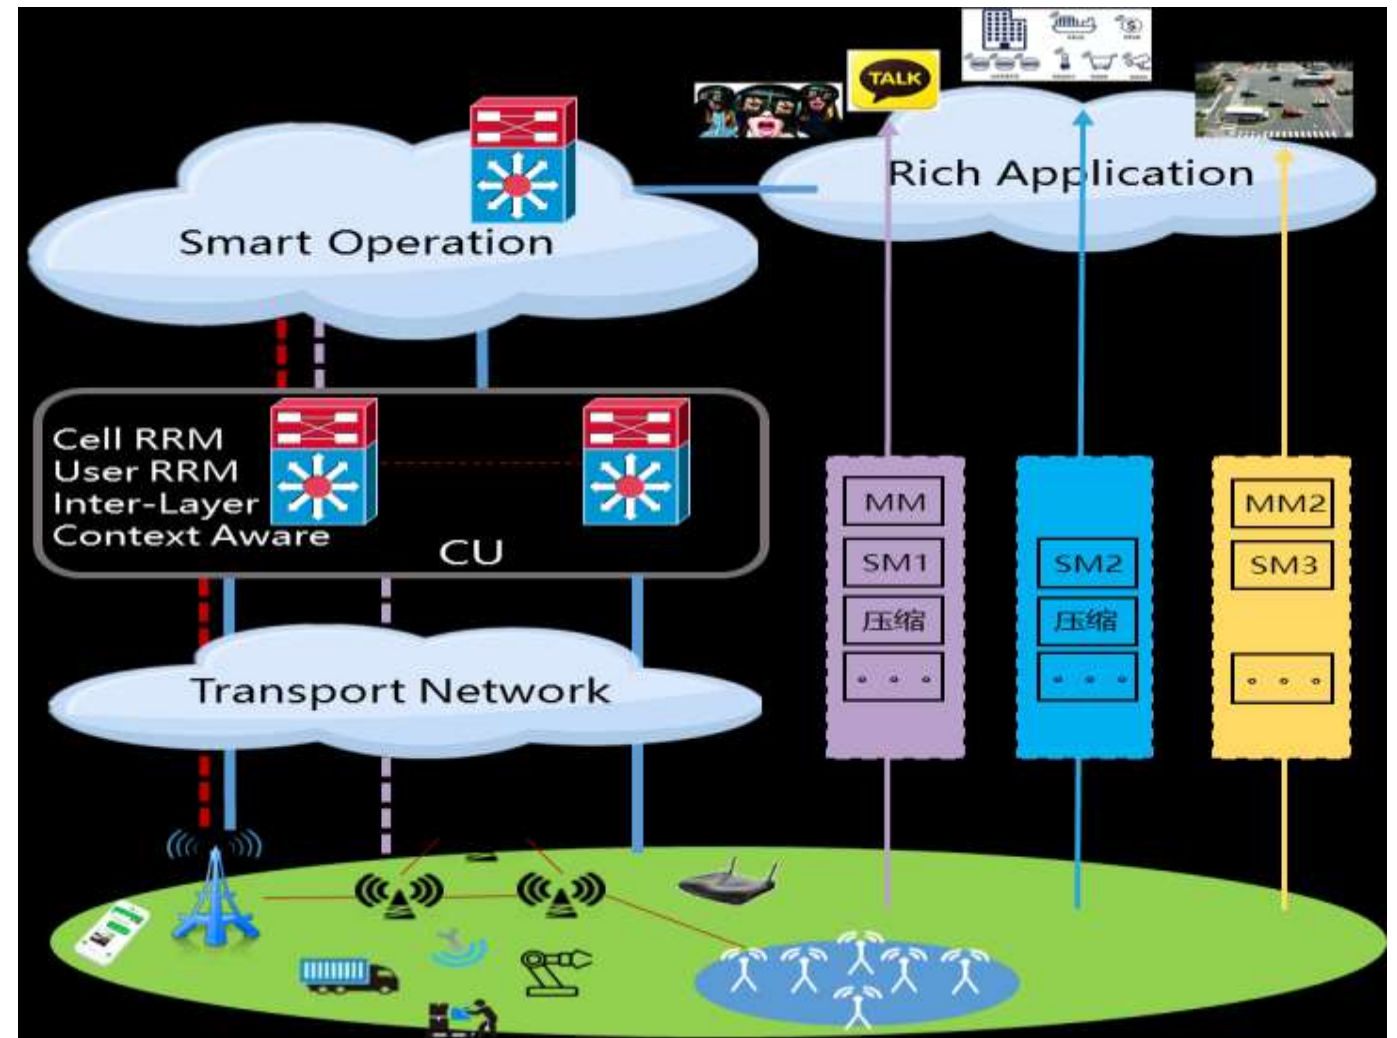 TALK
Rich Application
Smart Operation
Cell RRM
User RRM
Inter-Layer
Context Aware
CU
Transport Network
MM
SM1
压缩
SM2
压缩
MM2
SM3